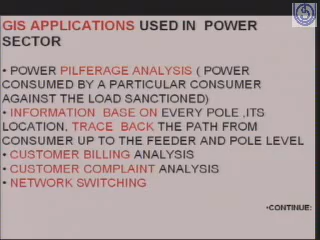 GIS APPLICATIONS USED IN POWER
SECTOR
• POWER PILFERAGE ANALYSIS ( POWER
CONSUMED BY A PARTICULAR CONSUMER
AGAINST THE LOAD SANCTIONED)
• INFORMATION BASE ON EVERY POLE ,ITS
LOCATION, TRACE BACK THE PATH FROM
CONSUMER UP TO THE FEEDER AND POLE LEVEL
• CUSTOMER BILLING ANALYSIS
• CUSTOMER COMPLAINT ANALYSIS
• NETWORK SWITCHING
•CONTINUE: